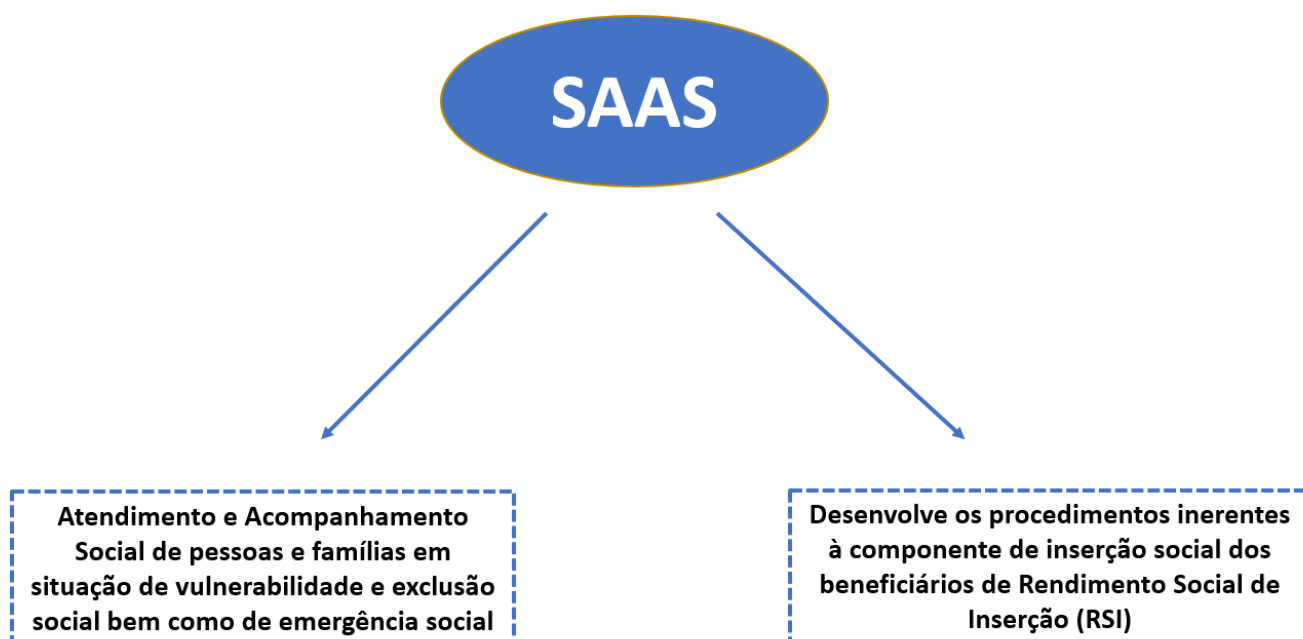 SAAS
Atendimento e Acompanhamento
Social de pessoas e famílias em
situação de vulnerabilidade e exclusão
social bem como de emergência social
Desenvolve os procedimentos inerentes
à componente de inserção social dos
beneficiários de Rendimento Social de
Inserção (RSI)